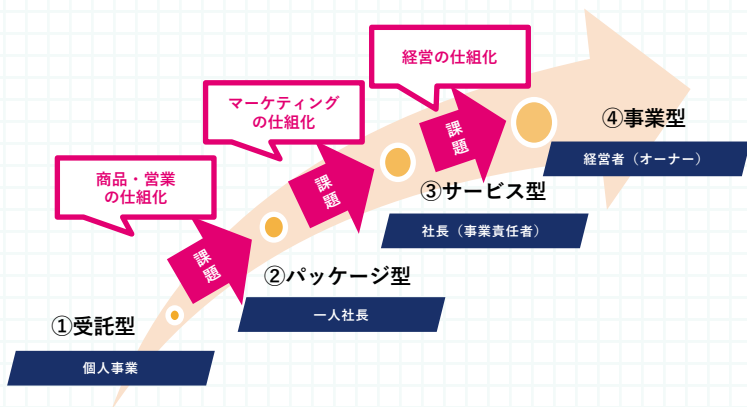 経営の仕組化
マーケティング
の仕組化
商品・営業
の仕組化
課題
課題
課題
④事業型
経営者（オーナー）
③サービス型
社長（事業責任者）
②パッケージ型
一人社長
①受託型
個人事業